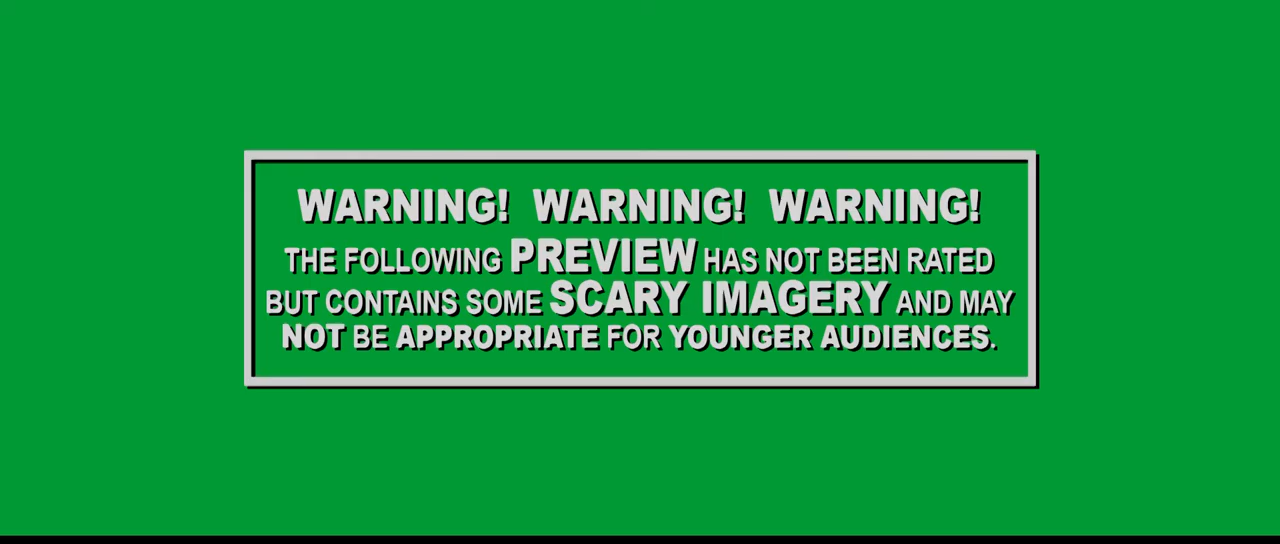 WARNING! WARNING! WARNING!
THE FOLLOWING PREVIEW HAS NOT BEEN RATED
BUT CONTAINS SOME SCARY IMAGERY AND MAY
NOT BE APPROPRIATE FOR YOUNGER AUDIENCES.